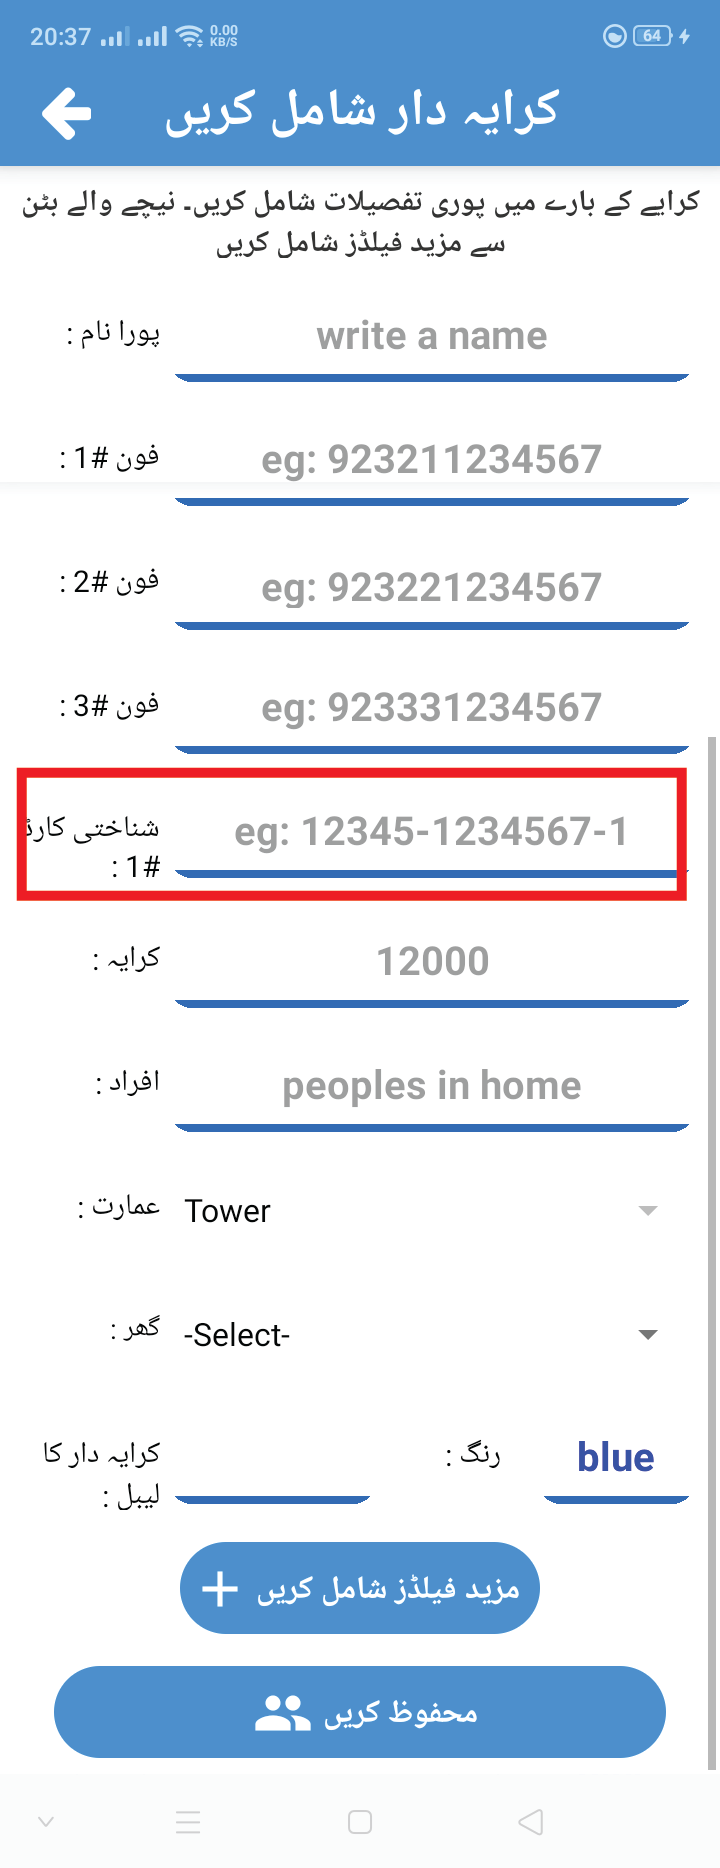 20:37 0.00 KB/S 64
کرایہ دار شامل کریں
کرایے کے بارے میں پوری تفصیلات شامل کریں۔ نیچے والے بٹن
سے مزید فیلڈز شامل کریں
پورا نام :
write a name
فون #1 :
eg: 923211234567
فون #2 :
eg: 923221234567
فون #3 :
eg: 923331234567
شناختی کارڈ
#1 :
eg: 12345-1234567-1
کرایہ :
12000
افراد :
peoples in home
عمارت :
Tower
گھر :
-Select-
کرایہ دار کا
لیبل :
رنگ :
blue
مزید فیلڈز شامل کریں
محفوظ کریں